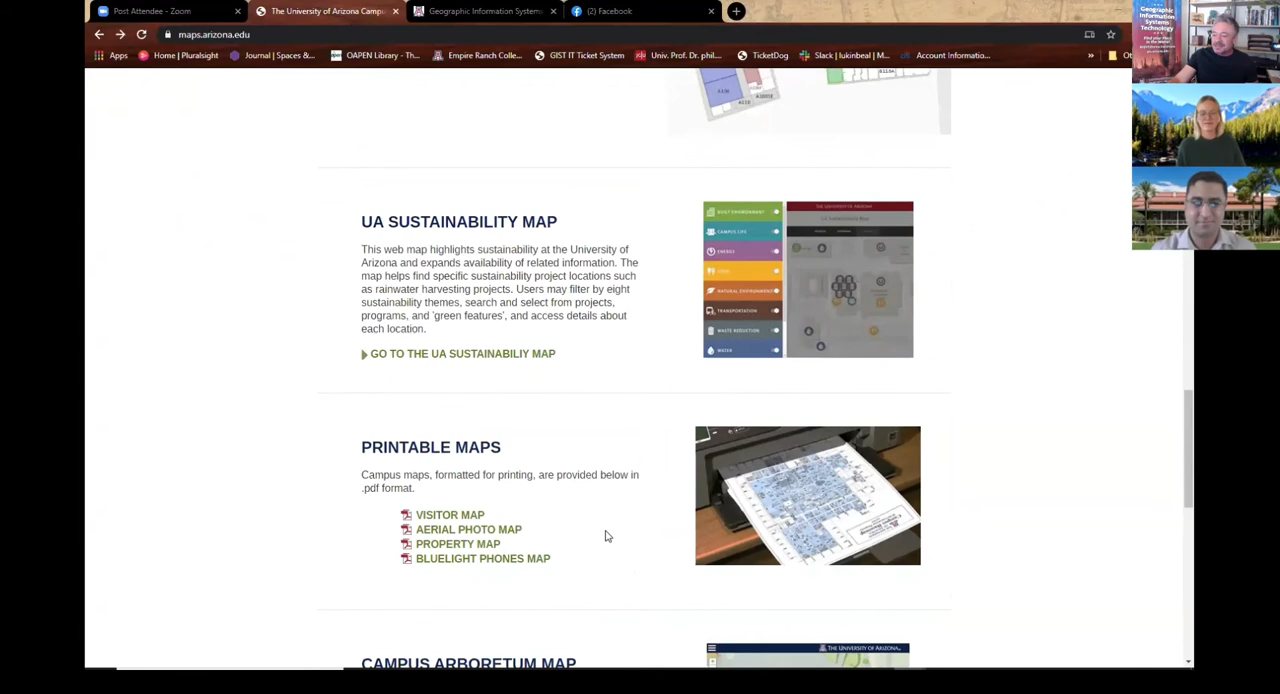 Post Attendee - Zoom
The University of Arizona Camp
Geographic Information System
(2) Facebook
maps.arizona.edu
Apps
Home | Pluralsight
Journal | Spaces &...
OAPEN Library - Th...
Empire Ranch Colle...
GIST IT Ticket System
Univ. Prof. Dr. phil...
TicketDog
Slack | lukinbeal | M...
Account Informatio...
»
Geographic
Information
Systems
Technology
A110
UA SUSTAINABILITY MAP
This web map highlights sustainability at the University of
Arizona and expands availability of related information. The
map helps find specific sustainability project locations such
as rainwater harvesting projects. Users may filter by eight
sustainability themes, search and select from projects,
programs, and 'green features', and access details about
each location.
GO TO THE UA SUSTAINABILIY MAP
BUILT ENVIRONMENT
CAMPUS LIFE
ENERGY
FOOD
NATURAL ENVIRONMENT
TRANSPORTATION
WASTE REDUCTION
WATER
THE UNIVERSITY OF ARIZONA
PRINTABLE MAPS
Campus maps, formatted for printing, are provided below in
.pdf format.
VISITOR MAP
AERIAL PHOTO MAP
PROPERTY MAP
BLUELIGHT PHONES MAP
CAMPUS ARBORETUM MAP
THE UNIVERSITY OF ARIZONA